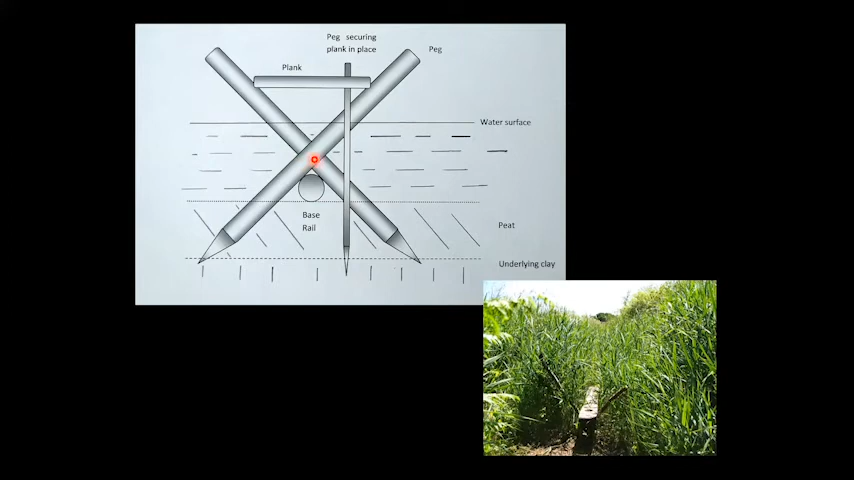 Peg securing
plank in place
Peg
Plank
Water surface
Base
Rail
Peat
Underlying clay